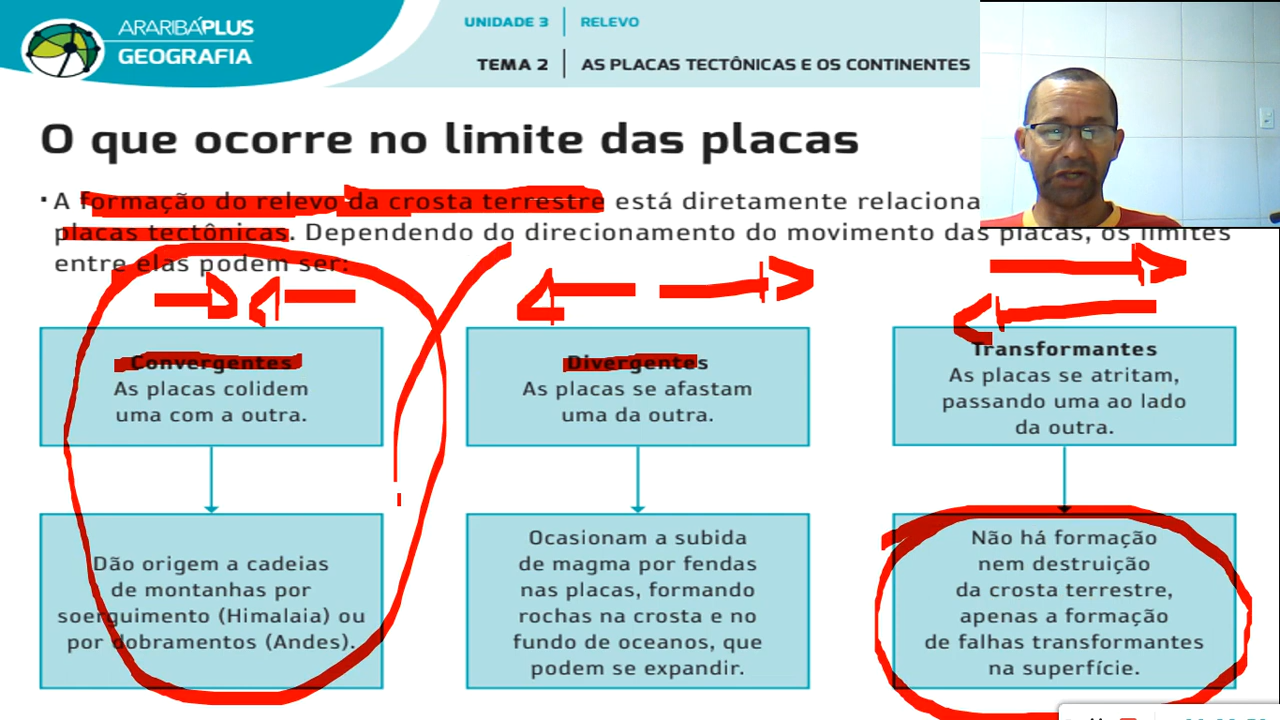 ARARIBÁPLUS
GEOGRAFIA
UNIDADE 3
RELEVO
TEMA 2
AS PLACAS TECTÔNICAS E OS CONTINENTES
O que ocorre no limite das placas
· A formação do relevo da crosta terrestre está diretamente relaciona
placas tectônicas. Dependendo do direcionamento do movimento das placas, os limites
entre elas podem ser:
Convergentes
As placas colidem
uma com a outra.
Dão origem a cadeias
de montanhas por
soerguimento (Himalaia) ou
por dobramentos (Andes).
Divergentes
As placas se afastam
uma da outra.
Ocasionam a subida
de magma por fendas
nas placas, formando
rochas na crosta e no
fundo de oceanos, que
podem se expandir.
Transformantes
As placas se atritam,
passando uma ao lado
da outra.
Não há formação
nem destruição
da crosta terrestre,
apenas a formação
de falhas transformantes
na superfície.